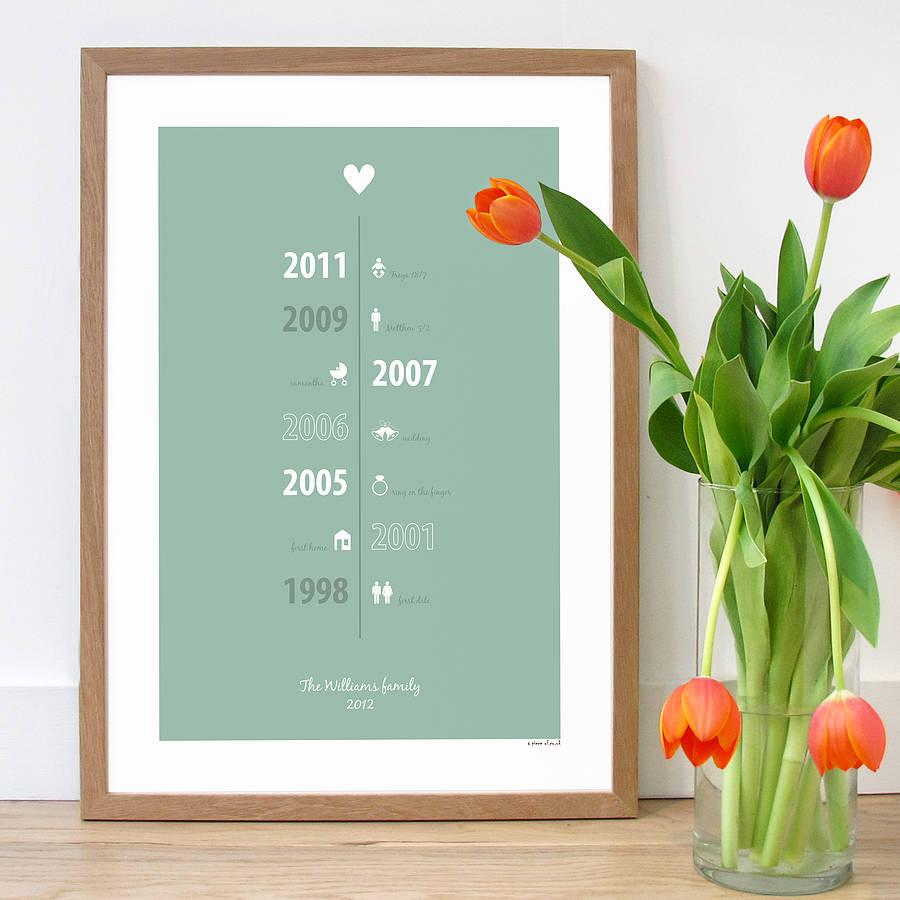 2011 Freya 18/7
2009 Matthew 5/2
samantha 2007
2006 wedding
2005 ring on the finger
first home 2001
1998 first date
The Williams family
2012